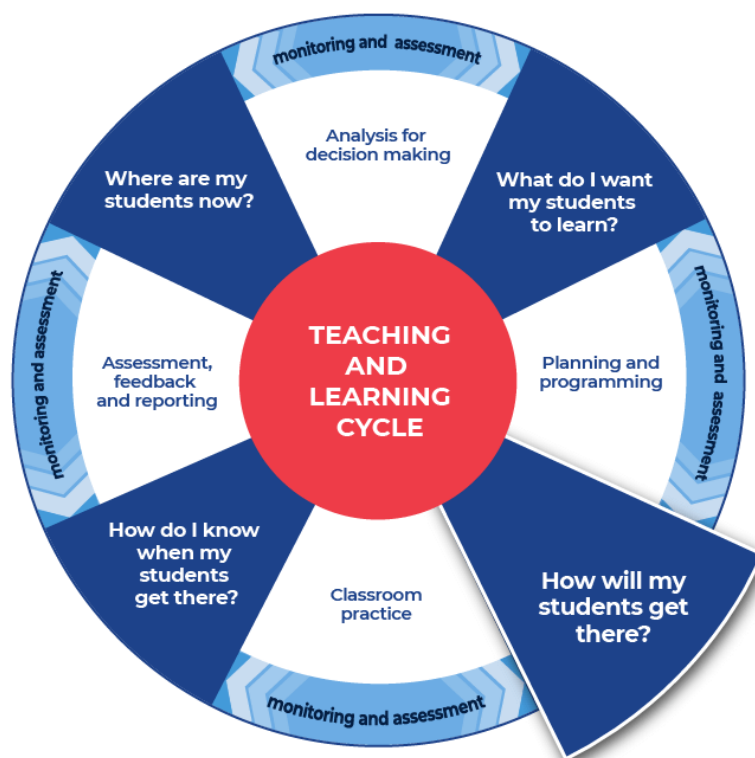 monitoring and assessment
Analysis for
decision making
What do I want
my students
to learn?
monitoring and assessment
Planning and
programming
How will my
students get
there?
monitoring and assessment
Classroom
practice
How do I know
when my
students
get there?
monitoring and assessment
Assessment,
feedback
and reporting
Where are my
students now?
TEACHING
AND
LEARNING
CYCLE